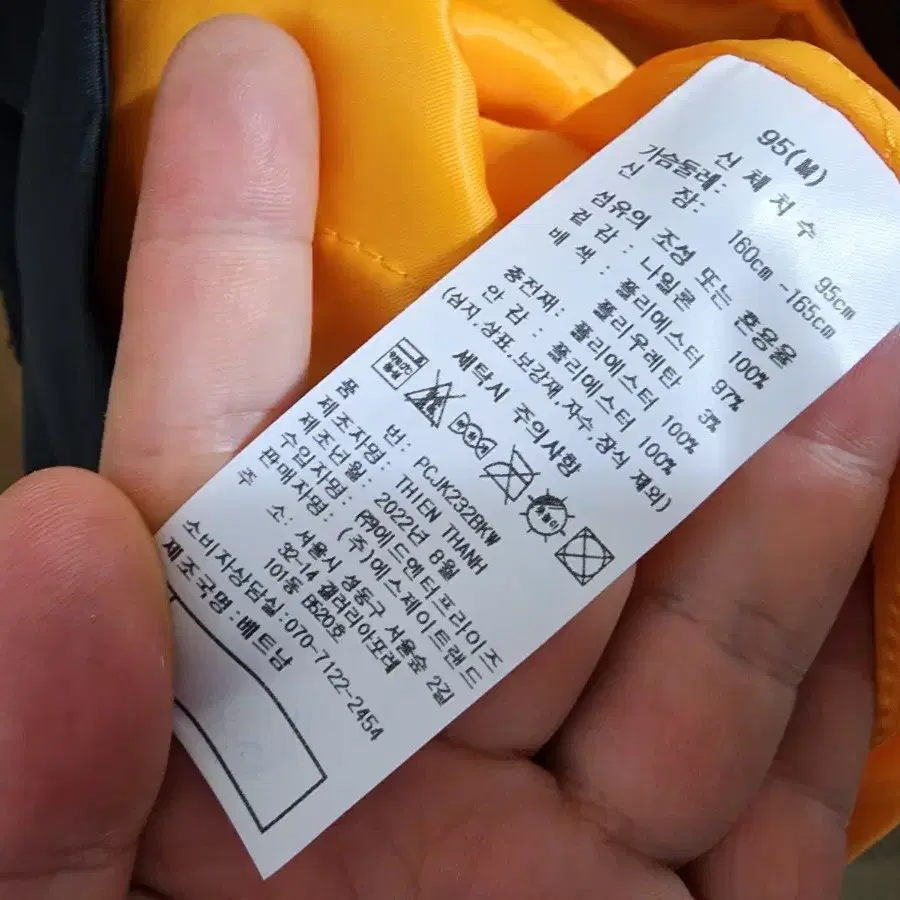 95(M)
신 체 치 수
가슴둘레: 95cm
신 장: 160cm -165cm
섬유의 조성 또는 혼용율
겉 감 : 나일론 100%
배 색 : 폴리에스터 97%
폴리우레탄 3%
충전재: 폴리에스터 100%
안 감 : 폴리에스터 100%
(심지,상표,보강재,자수,장식 제외)
세탁시 주의사항
품 번: PCJK232BKW
제조자명: THIEN THANH
제조년월: 2022년 8월
수입자명: ㈜에드엔터프라이즈
판매자명: (주)에스제이트랜드
주 소: 서울시 성동구 서울숲 2길
32-14 갤러리아포레
101동 B520호
소비자상담실:070-7122-2454
제조국명:베트남